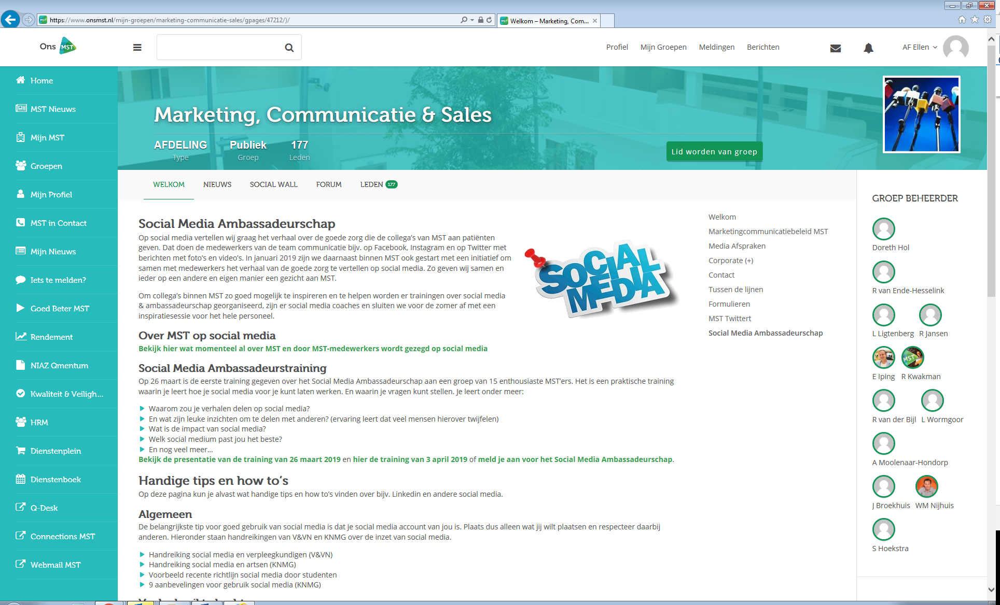 https://www.onsmst.nl/mijn-groepen/marketing-communicatie-sales/gpages/47212/)/
Welkom – Marketing, Com...
Ons MST
Profiel
Mijn Groepen
Meldingen
Berichten
AF Ellen
Home
MST Nieuws
Mijn MST
Groepen
Mijn Profiel
MST in Contact
Mijn Nieuws
Iets te melden?
Goed Beter MST
Rendement
NIAZ Qmentum
Kwaliteit & Veiligh...
HRM
Dienstenplein
Dienstenboek
Q-Desk
Connections MST
Webmail MST
Marketing, Communicatie & Sales
AFDELING Publiek 177
Type Groep Leden
Lid worden van groep
WELKOM NIEUWS SOCIAL WALL FORUM LEDEN 177
Social Media Ambassadeurschap
Op social media vertellen wij graag het verhaal over de goede zorg die de collega's van MST aan patiënten
geven. Dat doen de medewerkers van de team communicatie bijv. op Facebook, Instagram en op Twitter met
berichten met foto's en video's. In januari 2019 zijn we daarnaast binnen MST ook gestart met een initiatief om
samen met medewerkers het verhaal van de goede zorg te vertellen op social media. Zo geven wij samen en
ieder op een andere en eigen manier een gezicht aan MST.
Om collega's binnen MST zo goed mogelijk te inspireren en te helpen worden er trainingen over social media
& ambassadeurschap georganiseerd, zijn er social media coaches en sluiten we voor de zomer af met een
inspiratiesessie voor het hele personeel.
SOCIAL
MEDIA
Over MST op social media
Bekijk hier wat momenteel al over MST en door MST-medewerkers wordt gezegd op social media
Social Media Ambassadeurstraining
Op 26 maart is de eerste training gegeven over het Social Media Ambassadeurschap aan een groep van 15 enthousiaste MST'ers. Het is een praktische training
waarin je leert hoe je social media voor je kunt laten werken. En waarin je vragen kunt stellen. Je leert onder meer:
Waarom zou je verhalen delen op social media?
En wat zijn leuke inzichten om te delen met anderen? (ervaring leert dat veel mensen hierover twijfelen)
Wat is de impact van social media?
Welk social medium past jou het beste?
En nog veel meer...
Bekijk de presentatie van de training van 26 maart 2019 en hier de training van 3 april 2019 of meld je aan voor het Social Media Ambassadeurschap.
Handige tips en how to's
Op deze pagina kun je alvast wat handige tips en how to's vinden over bijv. Linkedin en andere social media.
Algemeen
De belangrijkste tip voor goed gebruik van social media is dat je social media account van jou is. Plaats dus alleen wat jij wilt plaatsen en respecteer daarbij
anderen. Hieronder staan handreikingen van V&VN en KNMG over de inzet van social media.
Handreiking social media en verpleegkundigen (V&VN)
Handreiking social media en artsen (KNMG)
Voorbeeld recente richtlijn social media door studenten
9 aanbevelingen voor gebruik social media (KNMG)
Welkom
Marketingcommunicatiebeleid MST
Media Afspraken
Corporate (+)
Contact
Tussen de lijnen
Formulieren
MST Twittert
Social Media Ambassadeurschap
GROEP BEHEERDER
Doreth Hol
R van Ende-Hesselink
L Ligtenberg R Jansen
MST
E Iping R Kwakman
R van der Bijl L Wormgoor
A Moolenaar-Hondorp
J Broekhuis WM Nijhuis
S Hoekstra